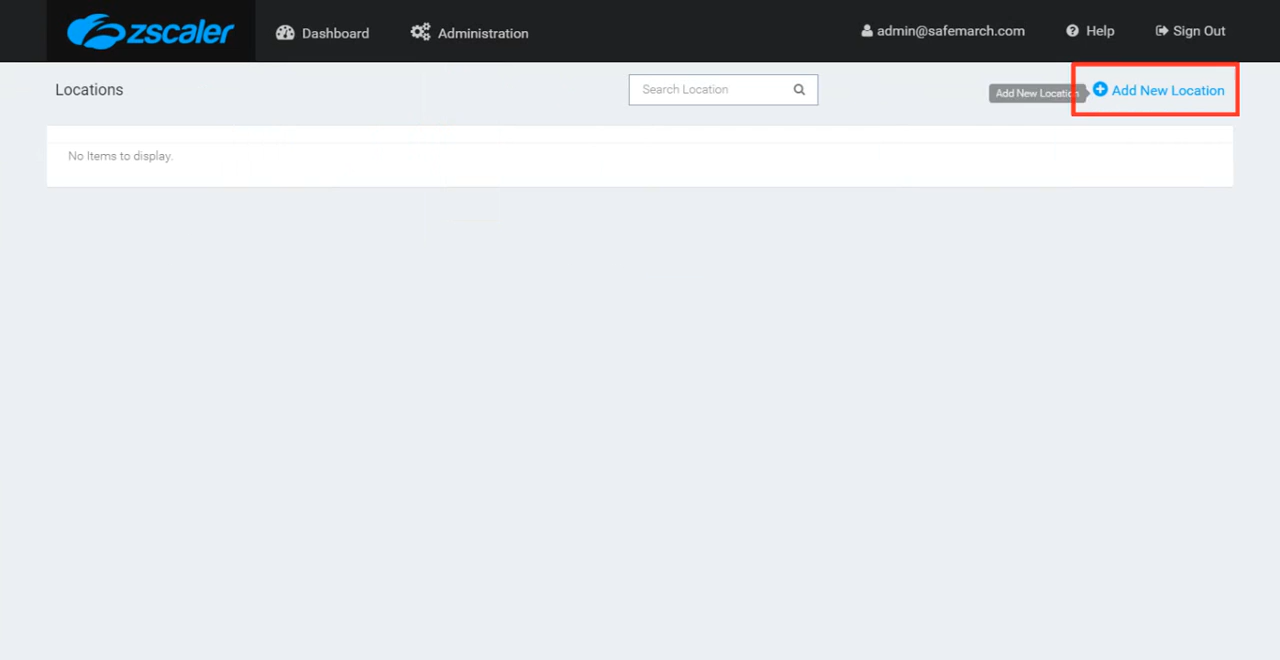 zscaler
Dashboard
Administration
admin@safemarch.com
Help
Sign Out
Locations
Search Location
Add New Location
Add New Location
No Items to display.